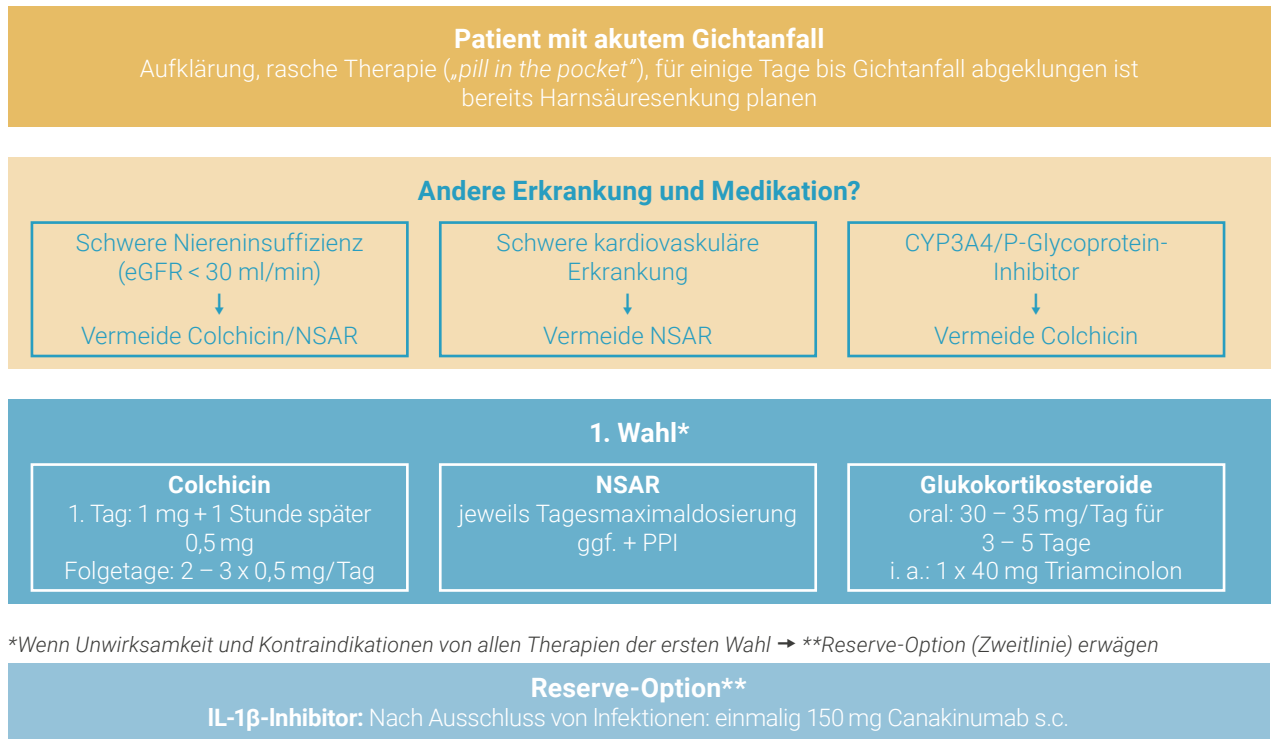 Patient mit akutem Gichtanfall
Aufklärung, rasche Therapie („pill in the pocket"), für einige Tage bis Gichtanfall abgeklungen ist
bereits Harnsäuresenkung planen
Andere Erkrankung und Medikation?
Schwere Niereninsuffizienz
(eGFR < 30 ml/min)
↓
Vermeide Colchicin/NSAR
Schwere kardiovaskuläre
Erkrankung
↓
Vermeide NSAR
CYP3A4/P-Glycoprotein-
Inhibitor
↓
Vermeide Colchicin
1. Wahl*
Colchicin
1. Tag: 1 mg + 1 Stunde später
0,5 mg
Folgetage: 2 – 3 x 0,5 mg/Tag
NSAR
jeweils Tagesmaximaldosierung
ggf. + PPI
Glukokortikosteroide
oral: 30 – 35 mg/Tag für
3 – 5 Tage
i. a.: 1 x 40 mg Triamcinolon
*Wenn Unwirksamkeit und Kontraindikationen von allen Therapien der ersten Wahl → **Reserve-Option (Zweitlinie) erwägen
Reserve-Option**
IL-1β-Inhibitor: Nach Ausschluss von Infektionen: einmalig 150 mg Canakinumab s.c.